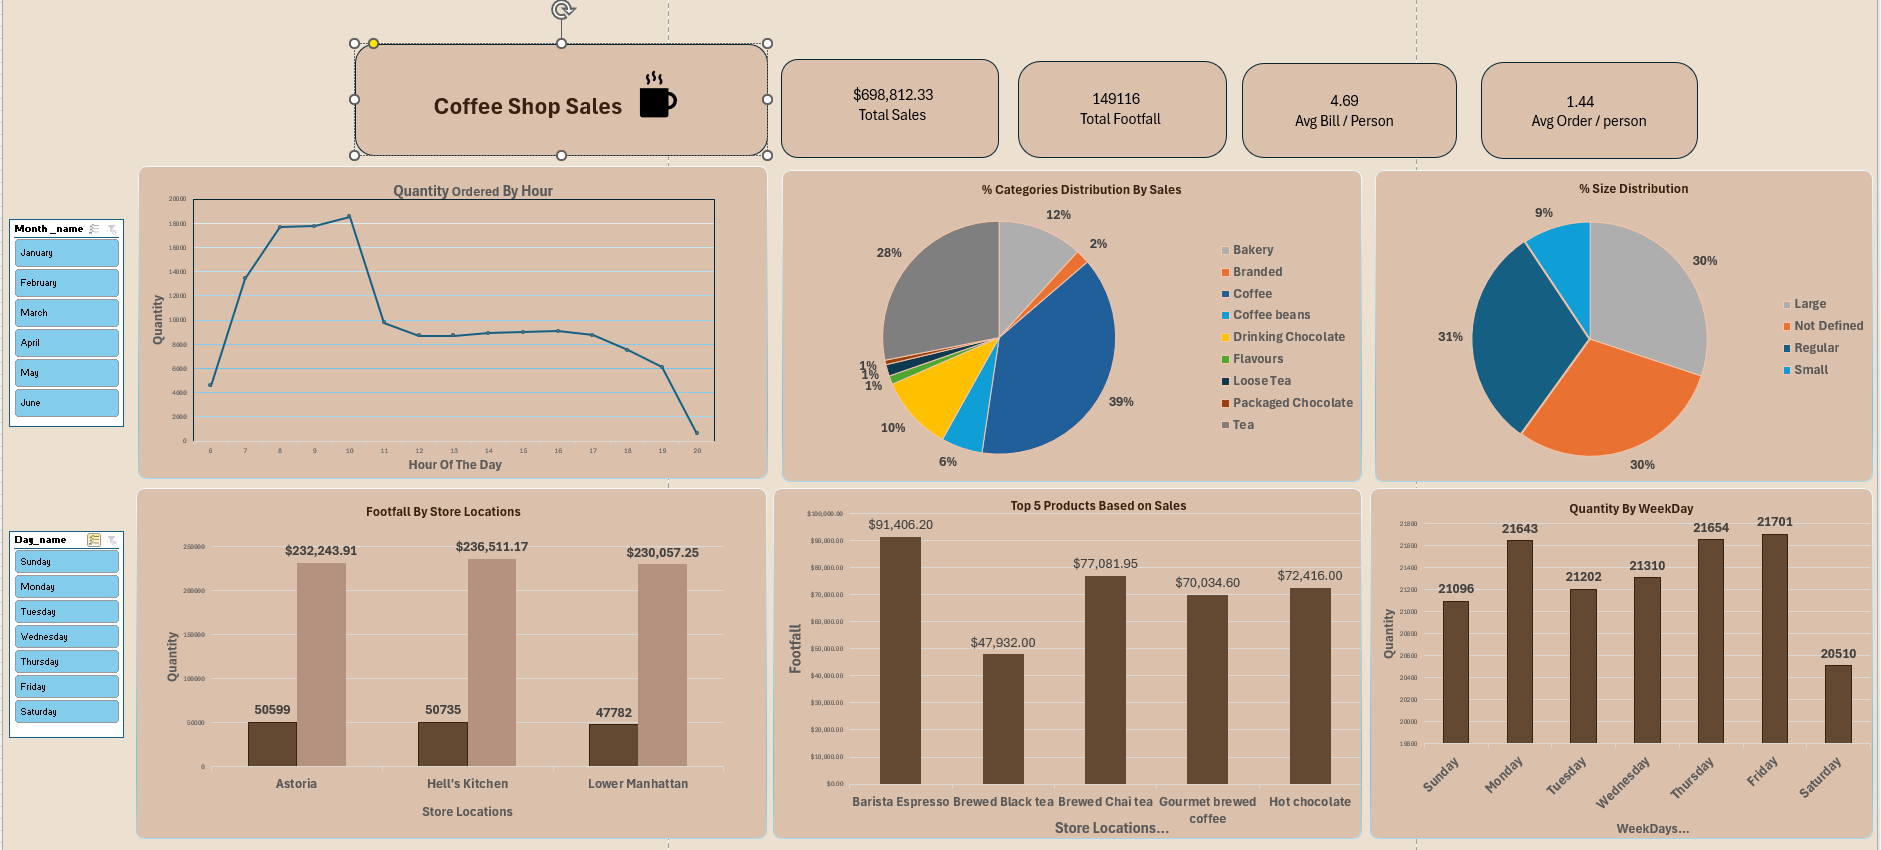 Coffee Shop Sales
$698,812.33
Total Sales
149116
Total Footfall
4.69
Avg Bill / Person
1.44
Avg Order / person
Month _name
January
February
March
April
May
June
Quantity Ordered By Hour
Quantity
20000
18000
16000
14000
12000
10000
8000
6000
4000
2000
0
6 7 8 9 10 11 12 13 14 15 16 17 18 19 20
Hour Of The Day
% Categories Distribution By Sales
12%
2%
28%
39%
1%
1%
1%
10%
6%
Bakery
Branded
Coffee
Coffee beans
Drinking Chocolate
Flavours
Loose Tea
Packaged Chocolate
Tea
% Size Distribution
9%
30%
31%
30%
Large
Not Defined
Regular
Small
Day_name
Sunday
Monday
Tuesday
Wednesday
Thursday
Friday
Saturday
Footfall By Store Locations
Quantity
250000
200000
150000
100000
50000
0
$232,243.91
$236,511.17
$230,057.25
50599
50735
47782
Astoria
Hell's Kitchen
Lower Manhattan
Store Locations
Top 5 Products Based on Sales
Footfall
$100,000.00
$90,000.00
$80,000.00
$70,000.00
$60,000.00
$50,000.00
$40,000.00
$30,000.00
$20,000.00
$10,000.00
$0.00
$91,406.20
$47,932.00
$77,081.95
$70,034.60
$72,416.00
Barista Espresso
Brewed Black tea
Brewed Chai tea
Gourmet brewed
coffee
Hot chocolate
Store Locations...
Quantity By WeekDay
Quantity
21800
21600
21400
21200
21000
20800
20600
20400
20200
20000
19800
21096
21643
21202
21310
21654
21701
20510
Sunday
Monday
Tuesday
Wednesday
Thursday
Friday
Saturday
WeekDays...